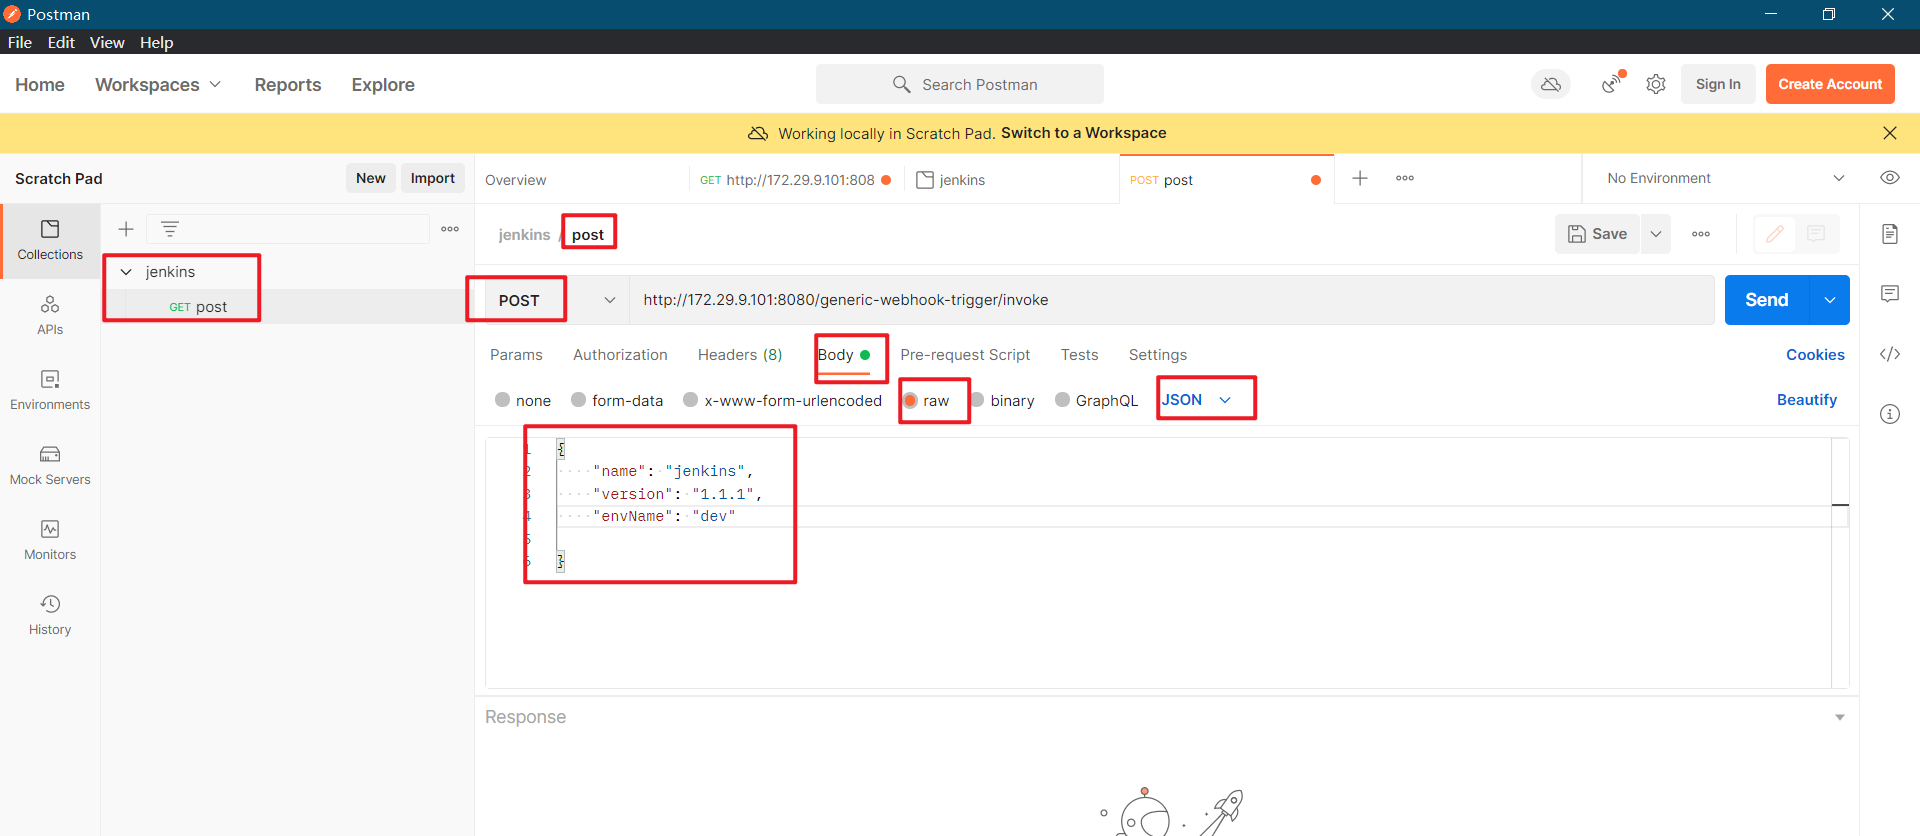 Postman
File Edit View Help
Home Workspaces Reports Explore Search Postman Sign In Create Account
Working locally in Scratch Pad. Switch to a Workspace
Scratch Pad New Import Overview GET http://172.29.9.101:808 jenkins POST post No Environment
Collections
jenkins / post Save
jenkins
GET post
POST http://172.29.9.101:8080/generic-webhook-trigger/invoke Send
APIs
Params Authorization Headers (8) Body Pre-request Script Tests Settings Cookies
Environments
none form-data x-www-form-urlencoded raw binary GraphQL JSON Beautify
1 {
2 "name": "jenkins",
3 "version": "1.1.1",
4 "envName": "dev"
5
6 }
Mock Servers
Monitors
History
Response